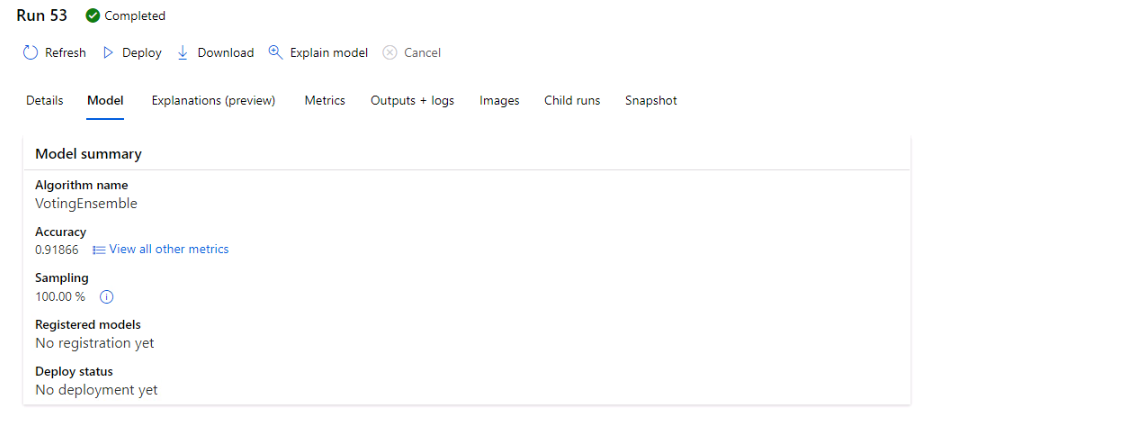 Run 53 Completed
Refresh Deploy Download Explain model Cancel
Details Model Explanations (preview) Metrics Outputs + logs Images Child runs Snapshot
Model summary
Algorithm name
VotingEnsemble
Accuracy
0.91866 View all other metrics
Sampling
100.00 %
Registered models
No registration yet
Deploy status
No deployment yet